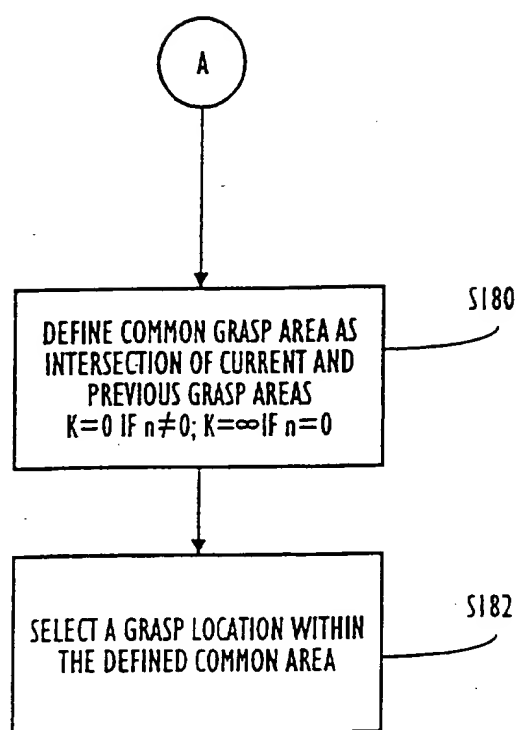 A
DEFINE COMMON GRASP AREA AS
INTERSECTION OF CURRENT AND
PREVIOUS GRASP AREAS
K=0 IF n≠0; K=∞ IF n=0
S180
SELECT A GRASP LOCATION WITHIN
THE DEFINED COMMON AREA
S182